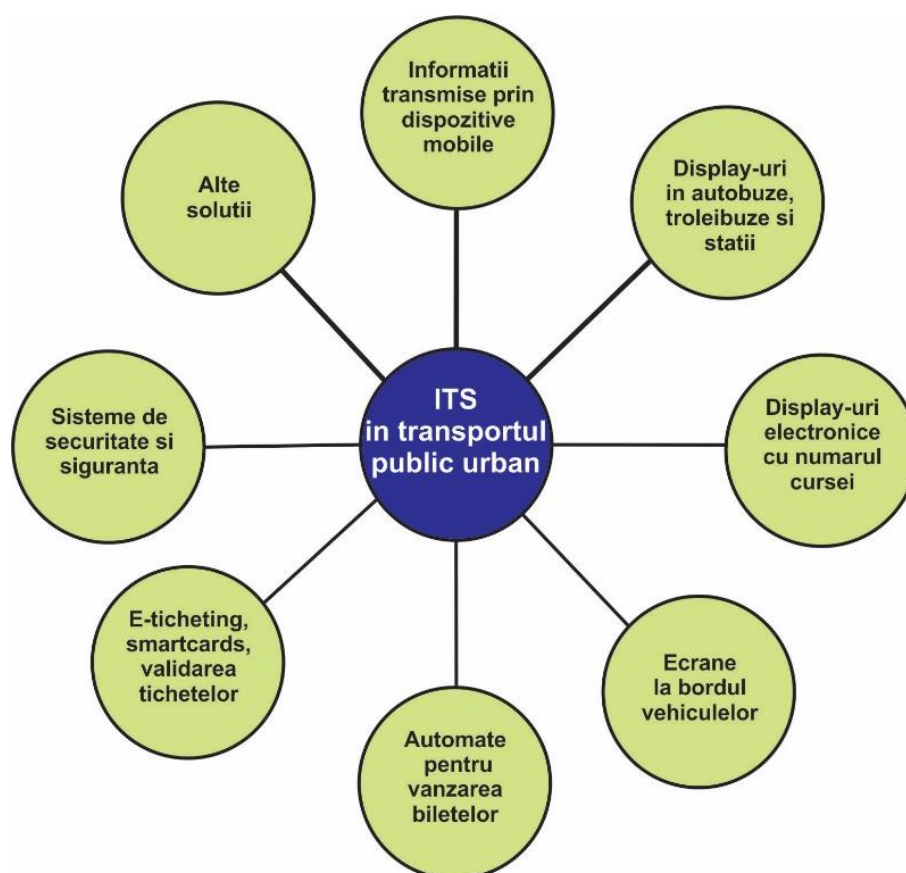 Informatii
transmise prin
dispozitive
mobile
Display-uri
in autobuze,
troleibuze si
statii
Display-uri
electronice
cu numarul
cursei
Ecrane
la bordul
vehiculelor
Automate
pentru
vanzarea
biletelor
E-ticheting,
smartcards,
validarea
tichetelor
Sisteme de
securitate si
siguranta
Alte
solutii
ITS
in transportul
public urban